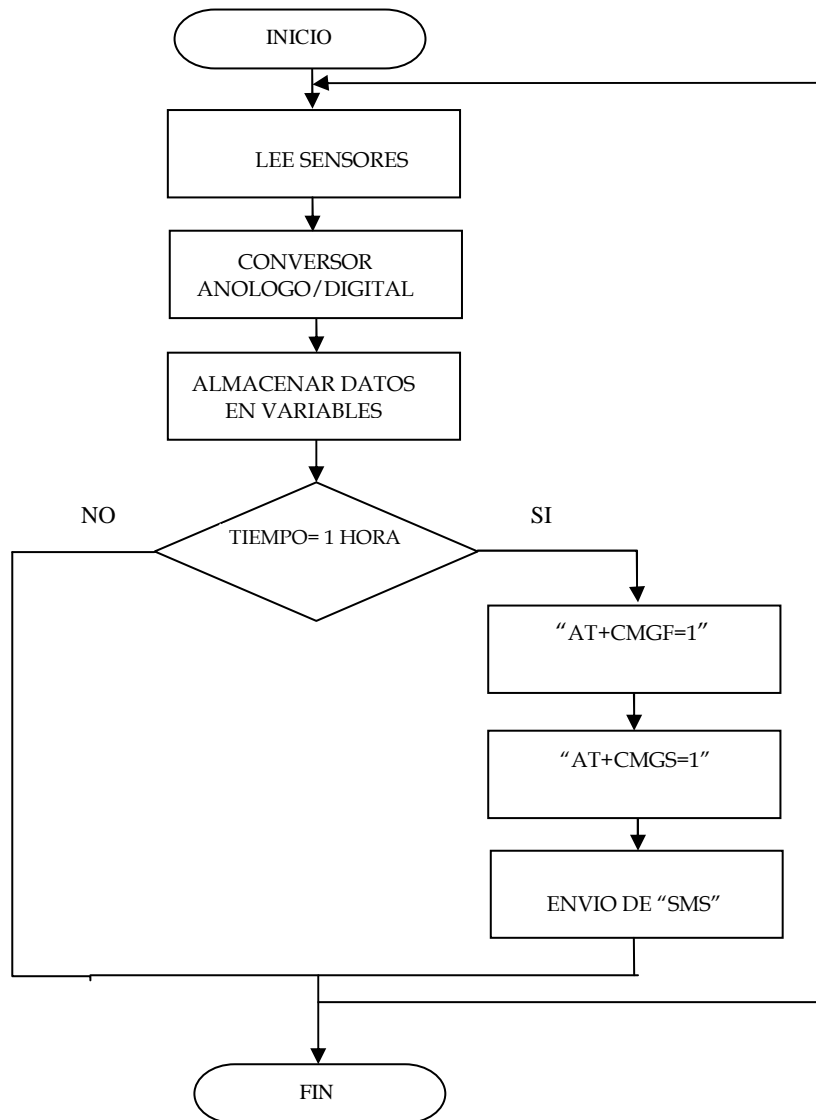 INICIO
LEE SENSORES
CONVERSOR
ANOLOGO/DIGITAL
ALMACENAR DATOS
EN VARIABLES
NO
SI
TIEMPO= 1 HORA
“AT+CMGF=1”
“AT+CMGS=1”
ENVIO DE “SMS”
FIN